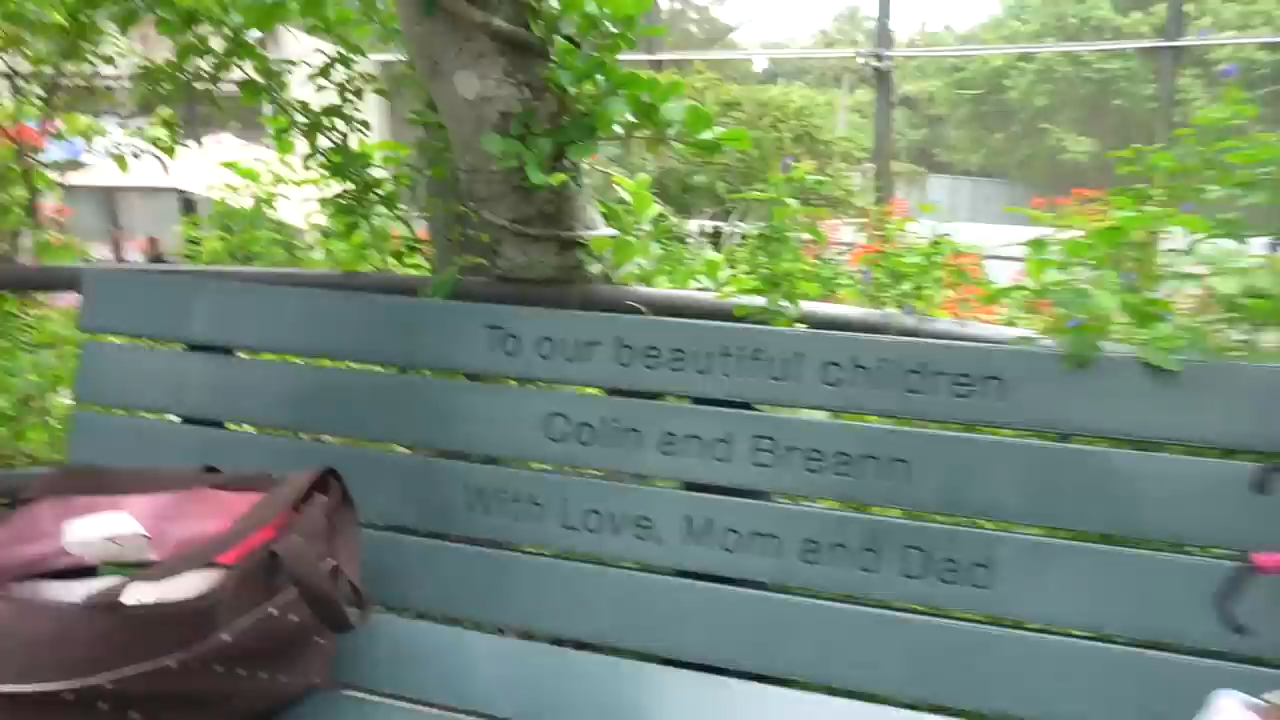 To our beautiful children
Colin and Breann
With Love, Mom and Dad